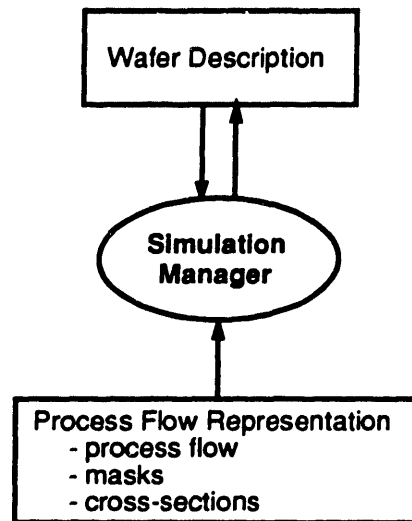 Wafer Description
Simulation
Manager
Process Flow Representation
- process flow
- masks
- cross-sections